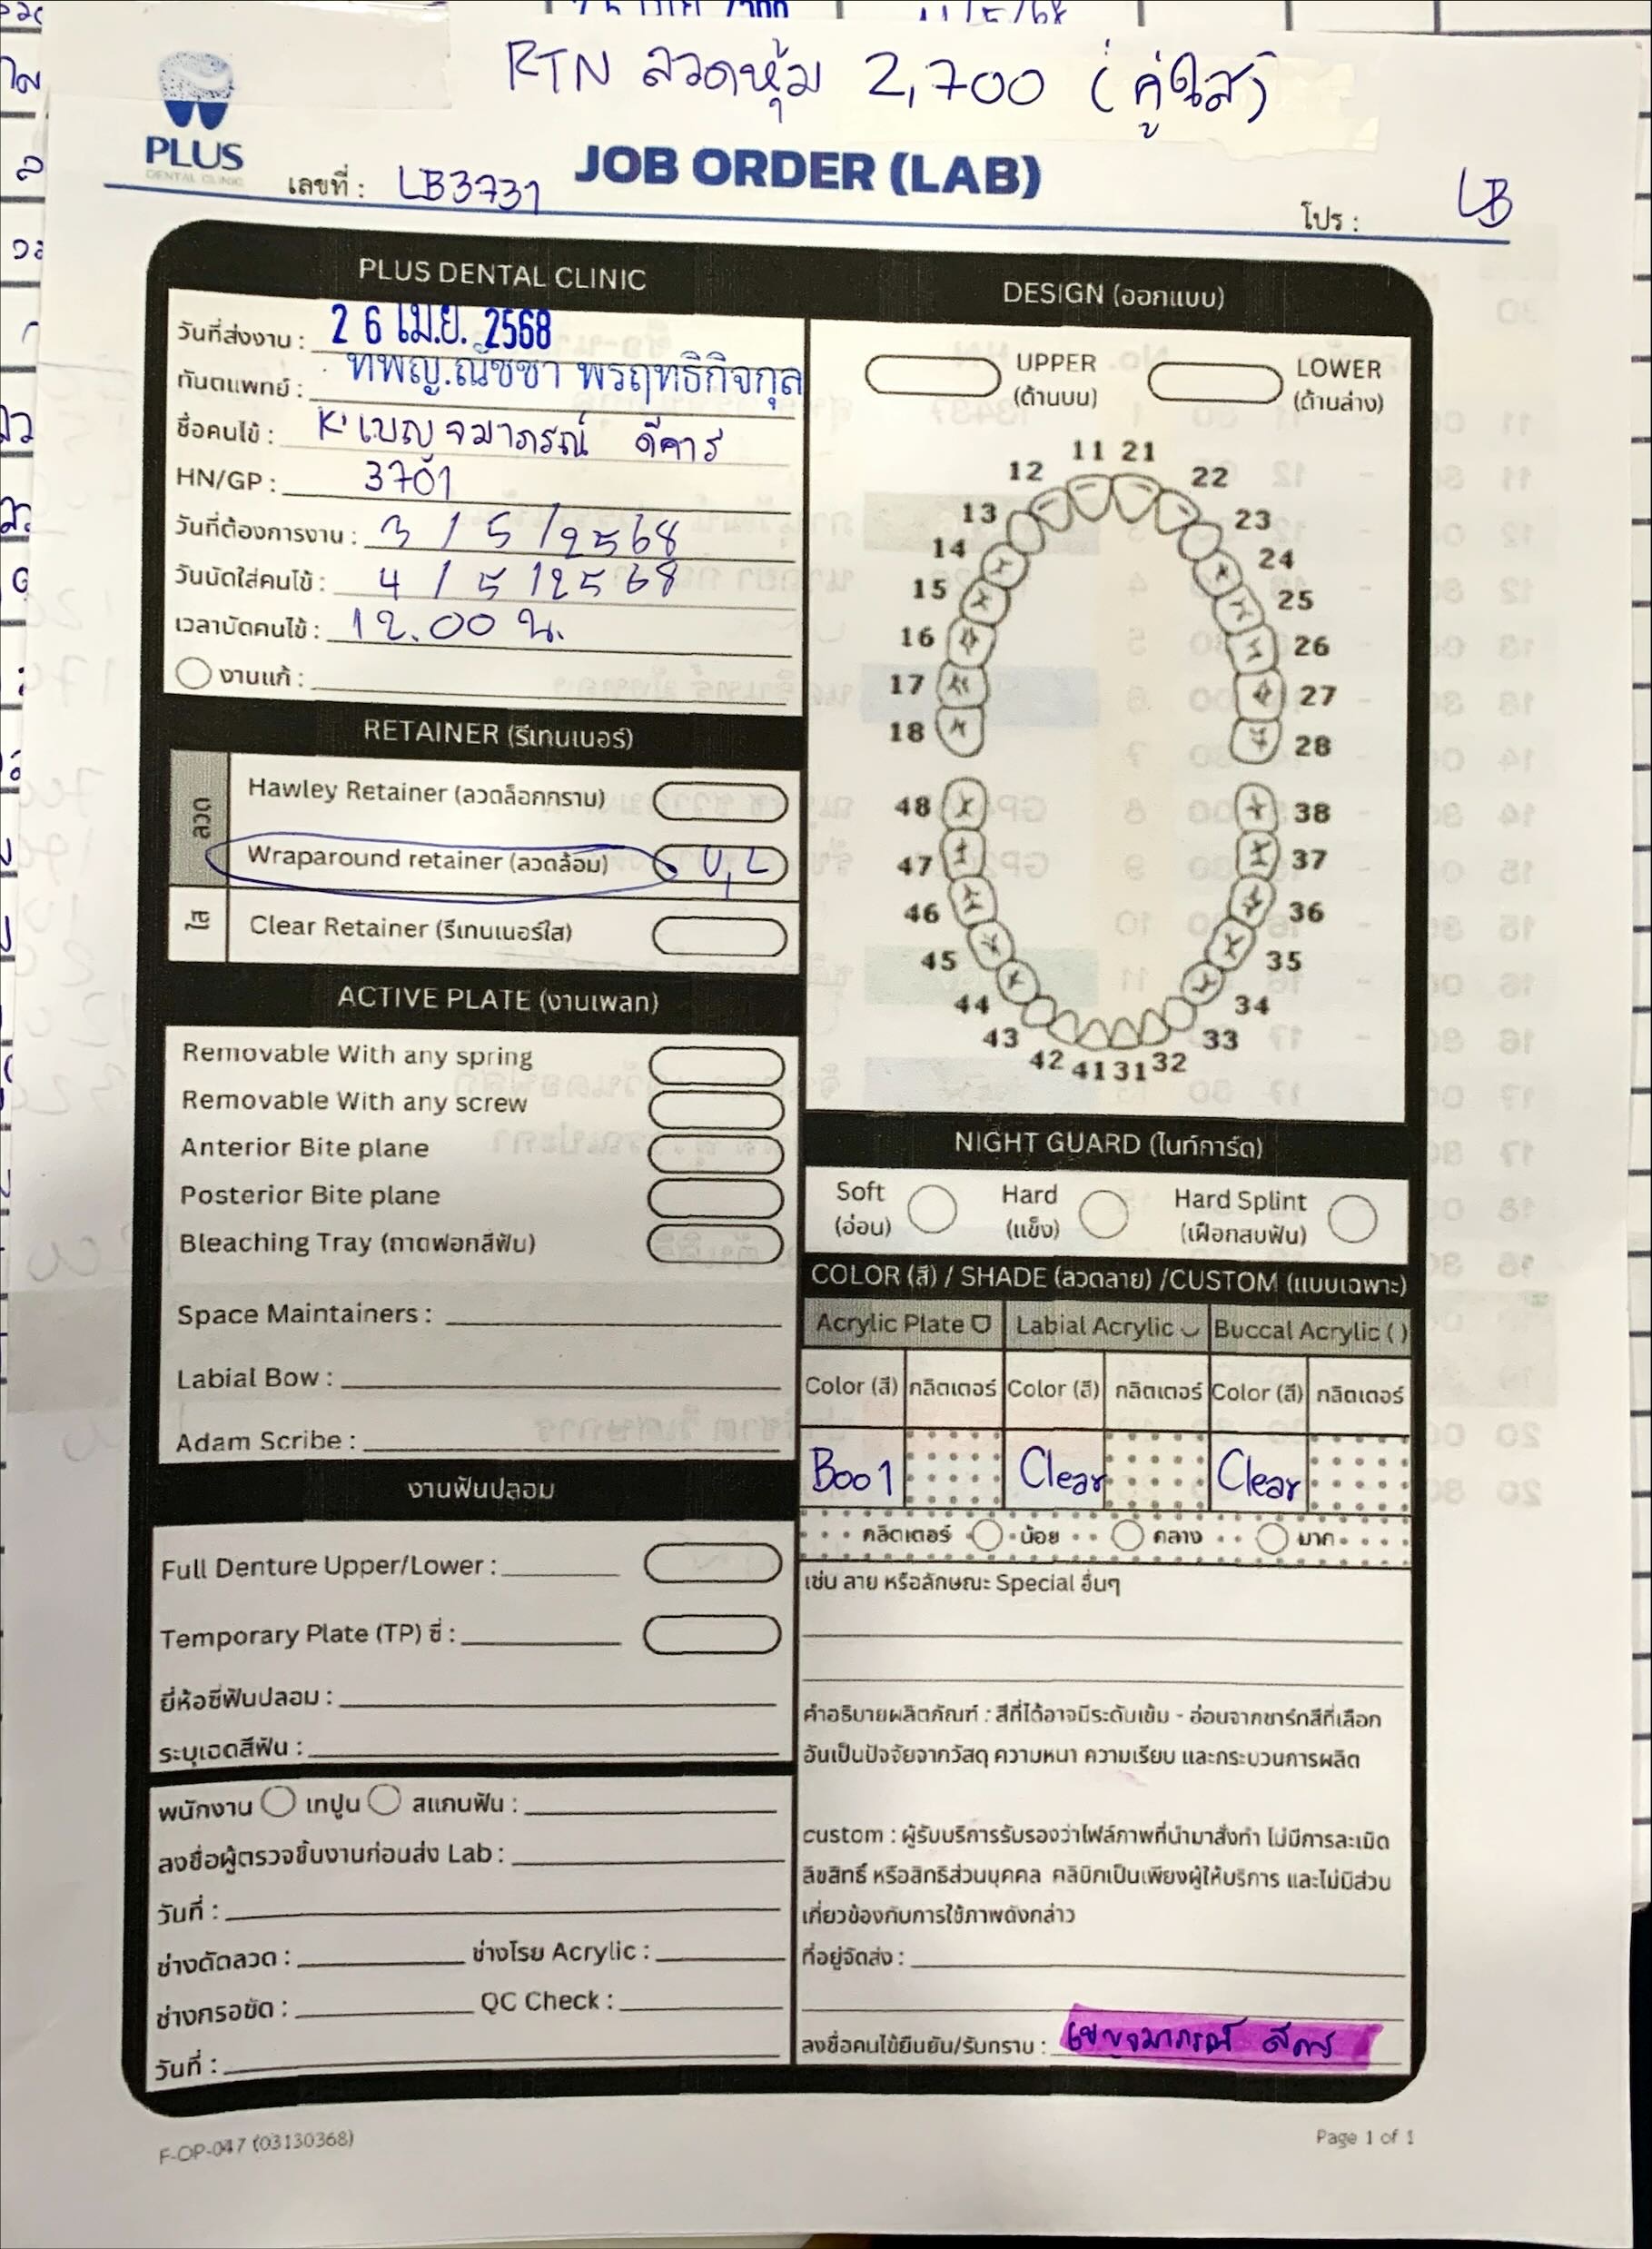 RTN ลวดหุ้ม 2,700 (คู่ใส)
PLUS
DENTAL CLINIC
เลขที่ : LB3731
JOB ORDER (LAB)
โปร : LB
PLUS DENTAL CLINIC
วันที่ส่งงาน : 26 เม.ย. 2568
ทันตแพทย์ : ทพญ.ณัชชา พรฤทธิกิจกุล
ชื่อคนไข้ : K' เบญจมาภรณ์ ดีคาร
HN/GP : 3701
วันที่ต้องการงาน : 3 / 5 / 2568
วันนัดใส่คนไข้ : 4 / 5 / 2568
เวลานัดคนไข้ : 12.00 น.
งานแก้ :
RETAINER (รีเทนเนอร์)
ลวด
Hawley Retainer (ลวดล็อกกราม)
Wraparound retainer (ลวดล้อม) U, L
ใส
Clear Retainer (รีเทนเนอร์ใส)
ACTIVE PLATE (งานเพลท)
Removable With any spring
Removable With any screw
Anterior Bite plane
Posterior Bite plane
Bleaching Tray (ถาดฟอกสีฟัน)
Space Maintainers :
Labial Bow :
Adam Scribe :
งานฟันปลอม
Full Denture Upper/Lower :
Temporary Plate (TP) ซี่ :
ยี่ห้อซี่ฟันปลอม :
ระบุเฉดสีฟัน :
พนักงาน เทปูน สแกนฟัน :
ลงชื่อผู้ตรวจชิ้นงานก่อนส่ง Lab :
วันที่ :
ช่างดัดลวด : ช่างโรย Acrylic :
ช่างกรอขัด : QC Check :
วันที่ :
DESIGN (ออกแบบ)
UPPER LOWER
(ด้านบน) (ด้านล่าง)
11 21
12 22
13 23
14 24
15 25
16 26
17 27
18 28
48 38
47 37
46 36
45 35
44 34
43 33
42 41 31 32
NIGHT GUARD (ไนท์การ์ด)
Soft Hard Hard Splint
(อ่อน) (แข็ง) (เฝือกสบฟัน)
COLOR (สี) / SHADE (ลวดลาย) /CUSTOM (แบบเฉพาะ)
Acrylic Plate Labial Acrylic Buccal Acrylic ( )
Color (สี) กลิตเตอร์ Color (สี) กลิตเตอร์ Color (สี) กลิตเตอร์
B001 Clear Clear
กลิตเตอร์ น้อย กลาง มาก
เช่น ลาย หรือลักษณะ Special อื่นๆ
คำอธิบายผลิตภัณฑ์ : สีที่ได้อาจมีระดับเข้ม - อ่อนจากชาร์ทสีที่เลือก
อันเป็นปัจจัยจากวัสดุ ความหนา ความเรียบ และกระบวนการผลิต
custom : ผู้รับบริการรับรองว่าไฟล์ภาพที่นำมาสั่งทำ ไม่มีการละเมิด
ลิขสิทธิ์ หรือสิทธิส่วนบุคคล คลินิกเป็นเพียงผู้ให้บริการ และไม่มีส่วน
เกี่ยวข้องกับการใช้ภาพดังกล่าว
ที่อยู่จัดส่ง :
ลงชื่อคนไข้ยืนยัน/รับทราบ : เบญจมาภรณ์ ดีคาร
F-OP-047 (03130368)
Page 1 of 1